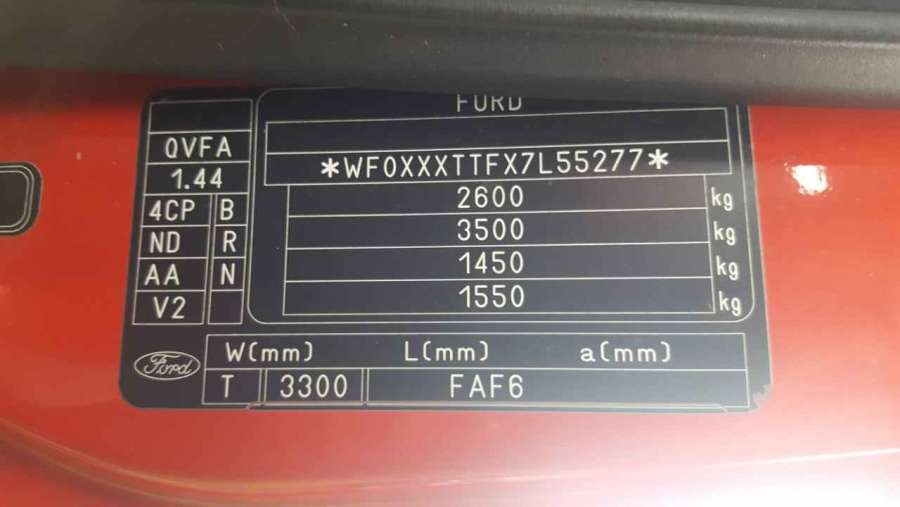 FORD
QVFA
*WF0XXXTTFX7L55277*
1.44
2600 kg
4CP B
3500 kg
ND R
1450 kg
AA N
1550 kg
V2
Ford
W(mm) L(mm) a(mm)
T 3300 FAF6